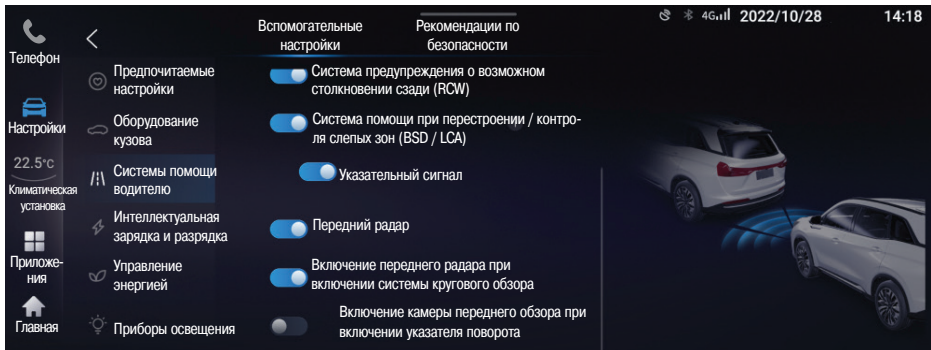 4G 2022/10/28 14:18
Телефон
Настройки
22.5°C
Климатическая
установка
Приложе-
ния
Главная
Предпочитаемые
настройки
Оборудование
кузова
Системы помощи
водителю
Интеллектуальная
зарядка и разрядка
Управление
энергией
Приборы освещения
Вспомогательные
настройки
Рекомендации по
безопасности
Система предупреждения о возможном
столкновении сзади (RCW)
Система помощи при перестроении / контро-
ля слепых зон (BSD / LCA)
Указательный сигнал
Передний радар
Включение переднего радара при
включении системы кругового обзора
Включение камеры переднего обзора при
включении указателя поворота